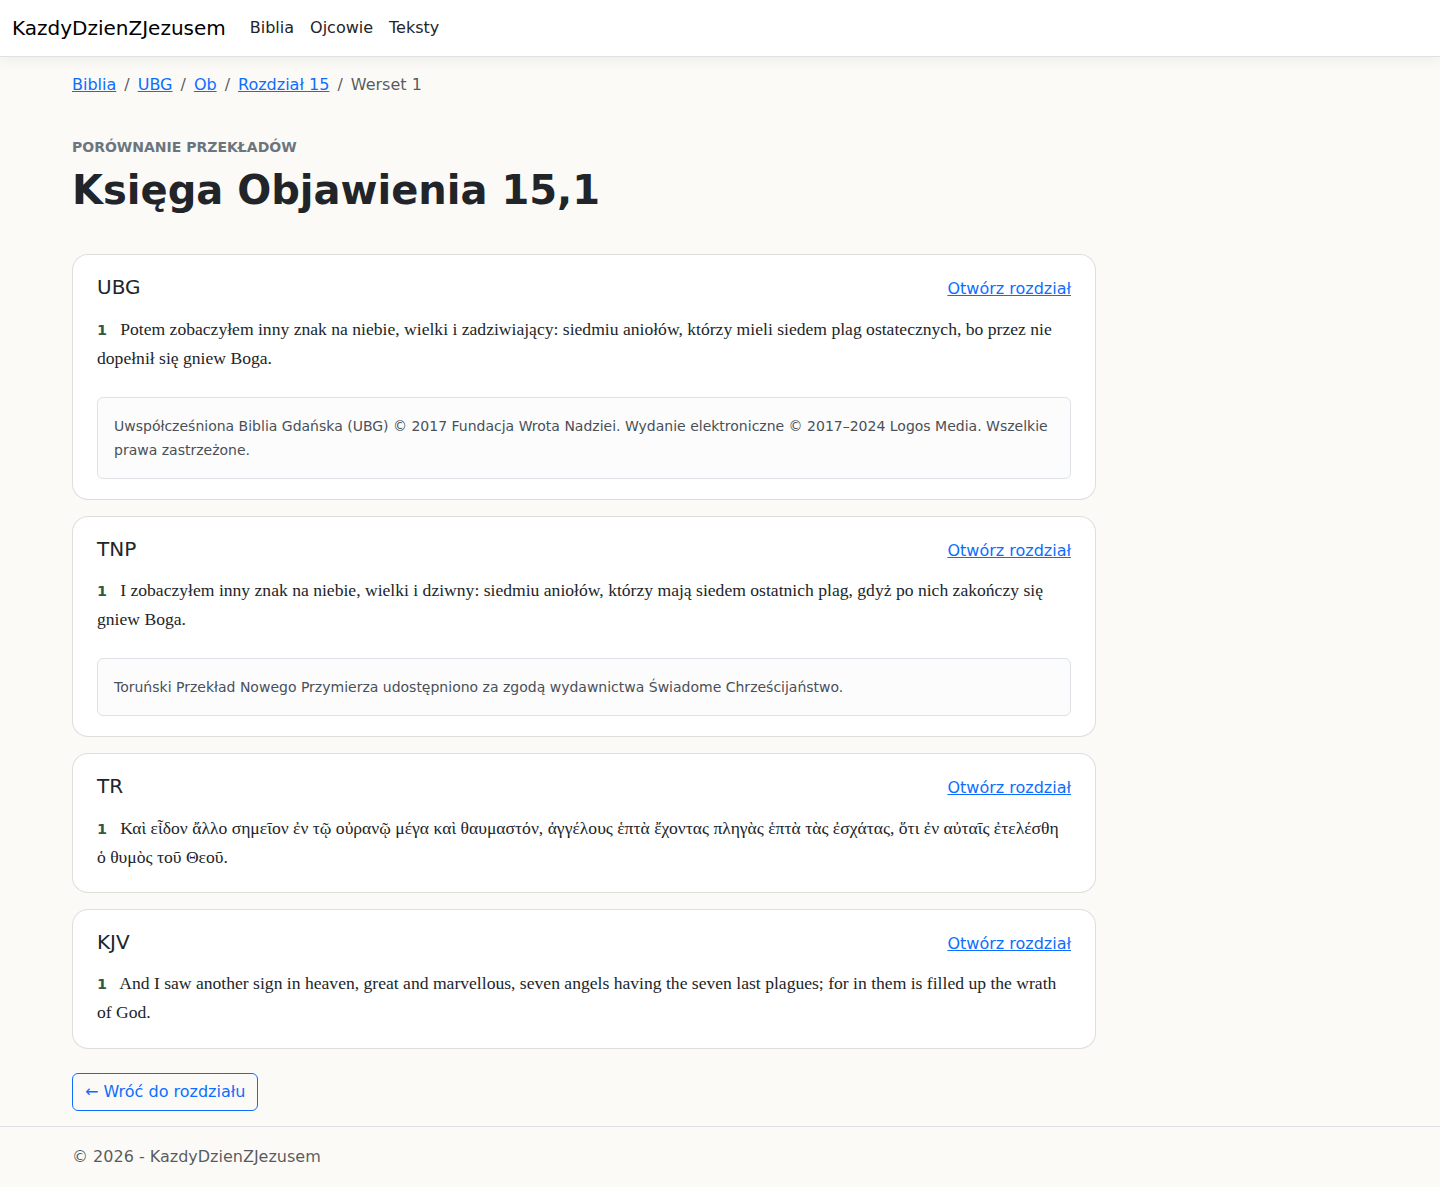 KazdyDzienZJezusem Biblia Ojcowie Teksty
Biblia / UBG / Ob / Rozdział 15 / Werset 1
PORÓWNANIE PRZEKŁADÓW
Księga Objawienia 15,1
UBG Otwórz rozdział
1 Potem zobaczyłem inny znak na niebie, wielki i zadziwiający: siedmiu aniołów, którzy mieli siedem plag ostatecznych, bo przez nie
dopełnił się gniew Boga.
Uwspółcześniona Biblia Gdańska (UBG) © 2017 Fundacja Wrota Nadziei. Wydanie elektroniczne © 2017–2024 Logos Media. Wszelkie
prawa zastrzeżone.
TNP Otwórz rozdział
1 I zobaczyłem inny znak na niebie, wielki i dziwny: siedmiu aniołów, którzy mają siedem ostatnich plag, gdyż po nich zakończy się
gniew Boga.
Toruński Przekład Nowego Przymierza udostępniono za zgodą wydawnictwa Świadome Chrześcijaństwo.
TR Otwórz rozdział
1 Καὶ εἶδον ἄλλο σημεῖον ἐν τῷ οὐρανῷ μέγα καὶ θαυμαστόν, ἀγγέλους ἑπτὰ ἔχοντας πληγὰς ἑπτὰ τὰς ἐσχάτας, ὅτι ἐν αὐταῖς ἐτελέσθη
ὁ θυμὸς τοῦ Θεοῦ.
KJV Otwórz rozdział
1 And I saw another sign in heaven, great and marvellous, seven angels having the seven last plagues; for in them is filled up the wrath
of God.
← Wróć do rozdziału
© 2026 - KazdyDzienZJezusem